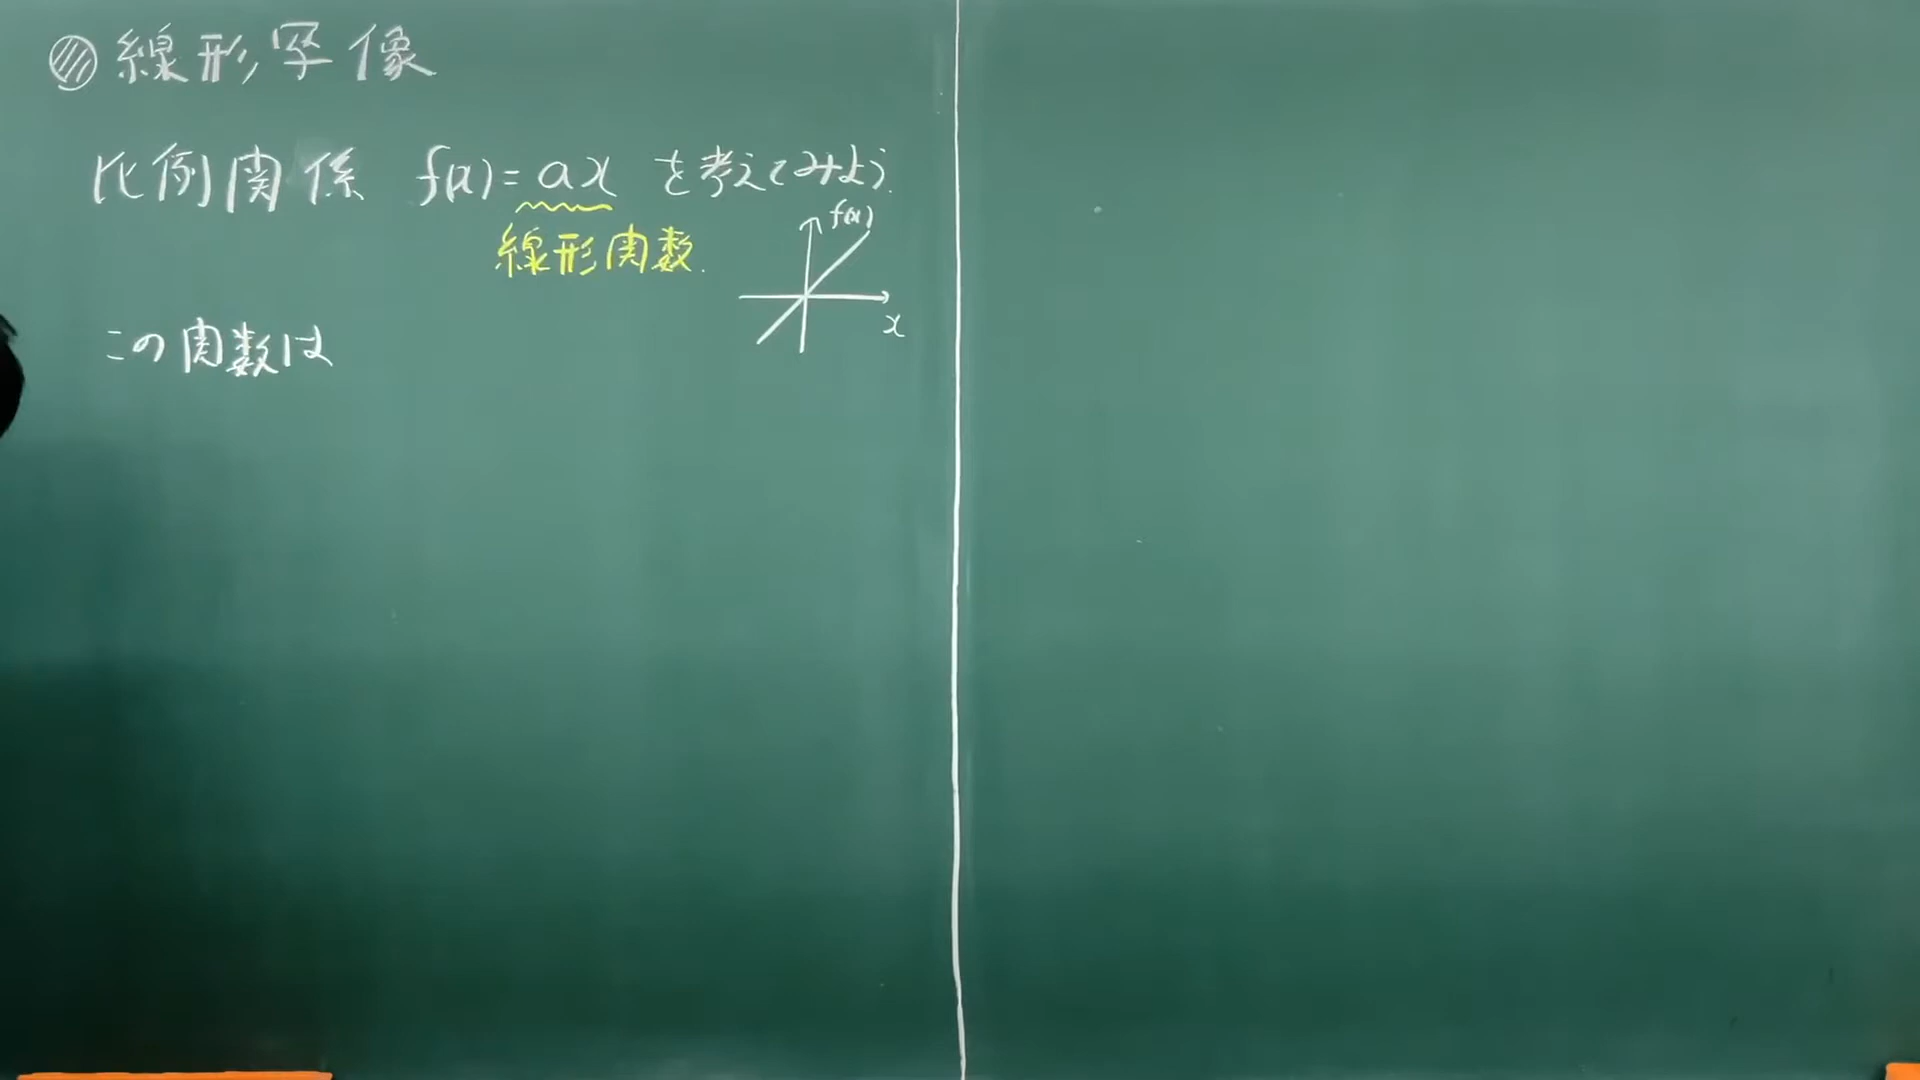 線形写像
比例関係 f(x)=ax を考えてみよう.
線形関数.
f(x)
x
この関数は